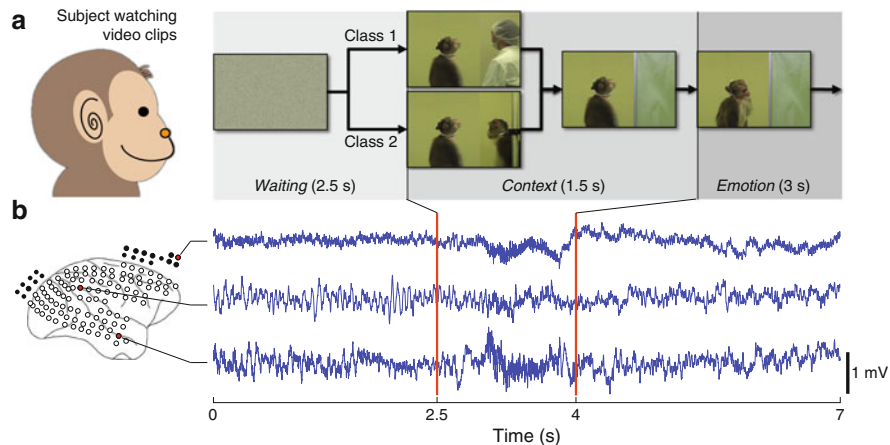 a
Subject watching
video clips
Class 1
Class 2
Waiting (2.5 s)
Context (1.5 s)
Emotion (3 s)
b
1 mV
0
2.5
4
7
Time (s)